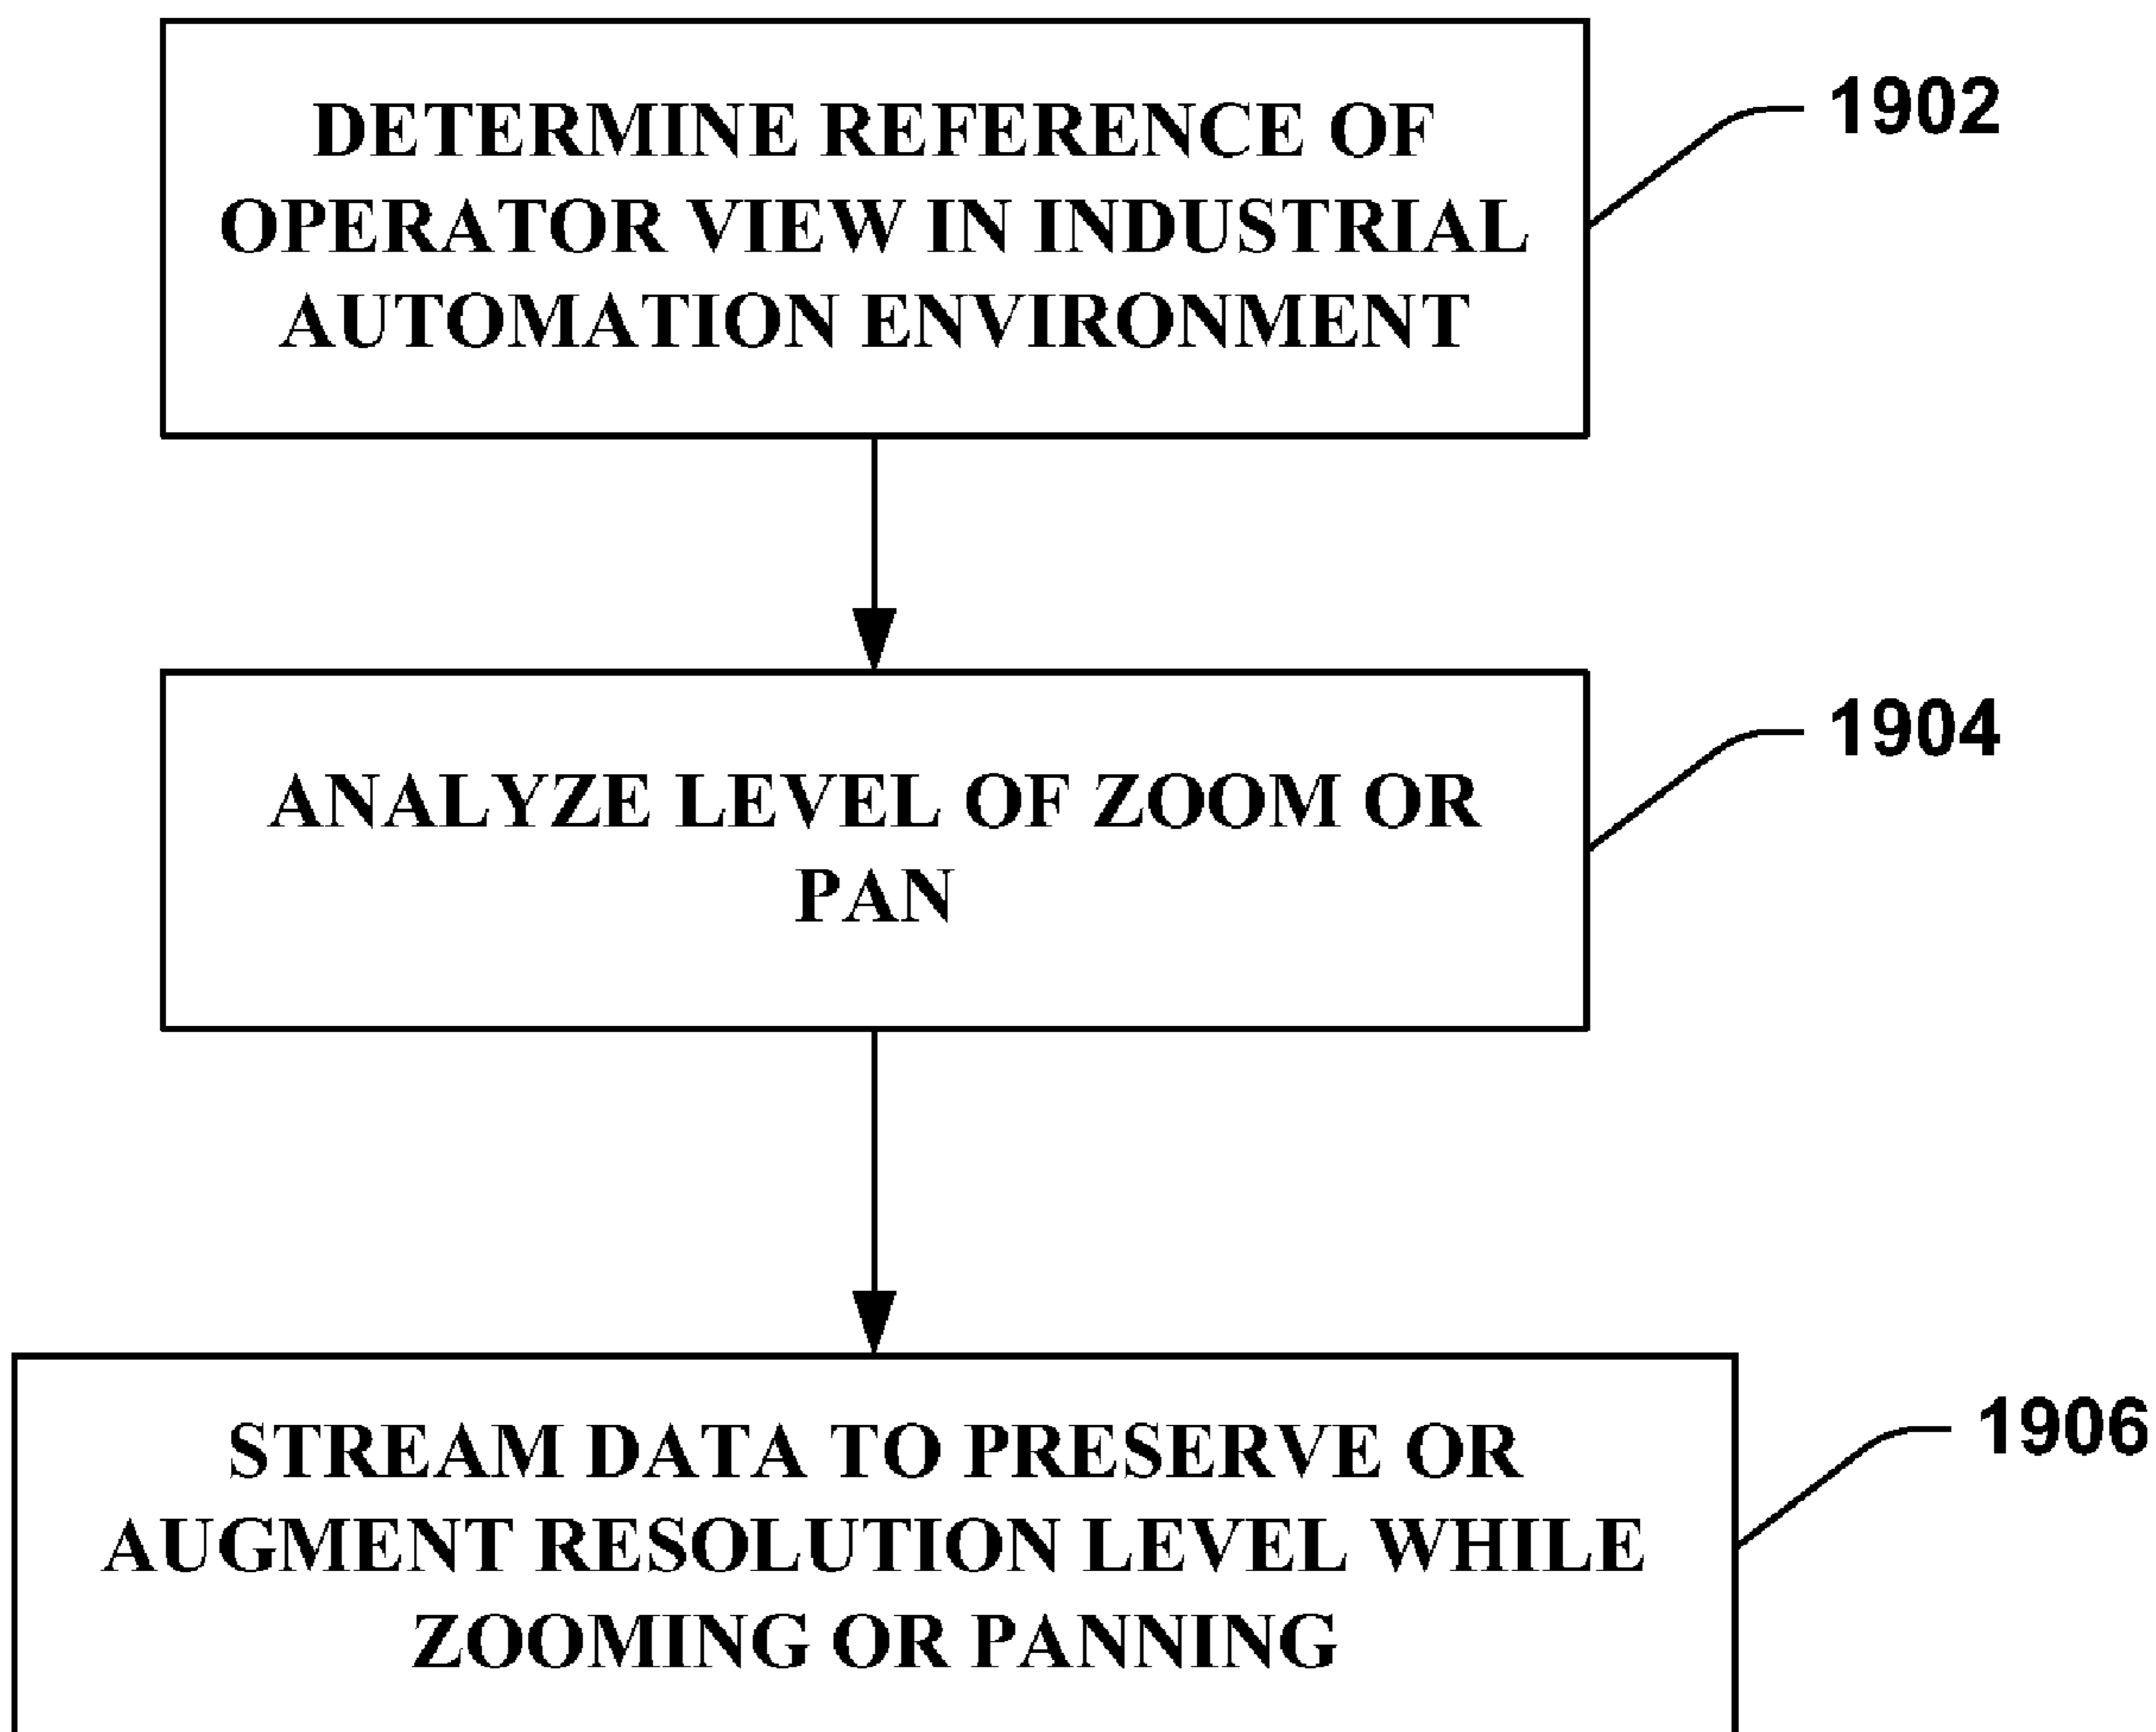 DETERMINE REFERENCE OF
OPERATOR VIEW IN INDUSTRIAL
AUTOMATION ENVIRONMENT
1902
ANALYZE LEVEL OF ZOOM OR
PAN
1904
STREAM DATA TO PRESERVE OR
AUGMENT RESOLUTION LEVEL WHILE
ZOOMING OR PANNING
1906